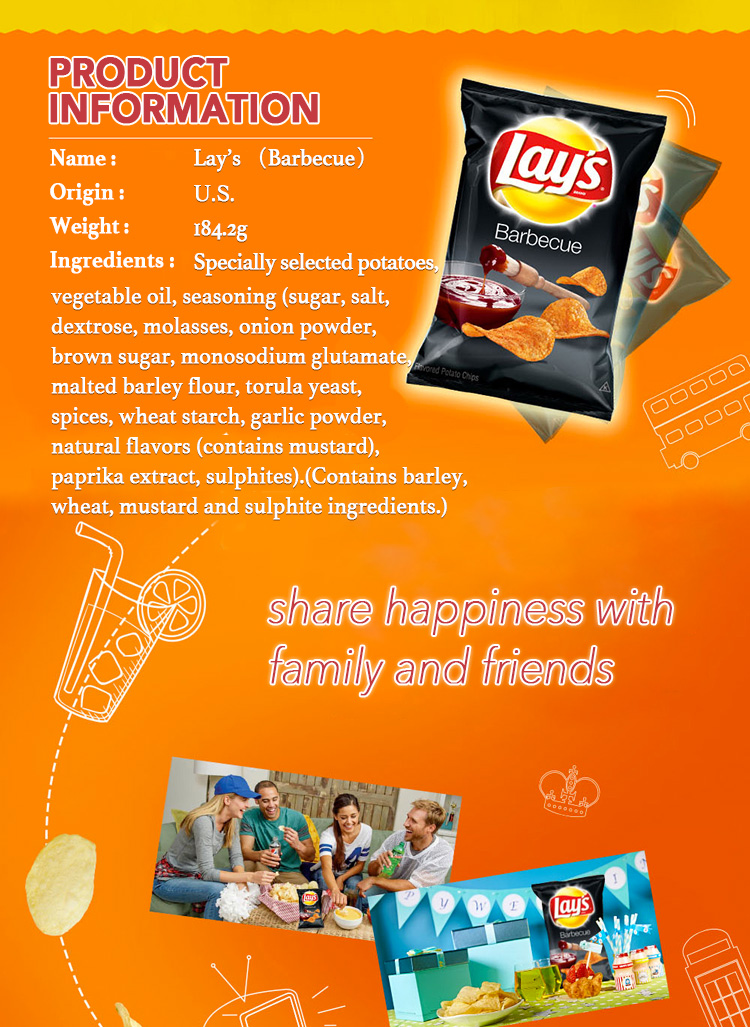 PRODUCT
INFORMATION
Name : Lay's (Barbecue)
Origin : U.S.
Weight : 184.2g
Ingredients : Specially selected potatoes,
vegetable oil, seasoning (sugar, salt,
dextrose, molasses, onion powder,
brown sugar, monosodium glutamate,
malted barley flour, torula yeast,
spices, wheat starch, garlic powder,
natural flavors (contains mustard),
paprika extract, sulphites).(Contains barley,
wheat, mustard and sulphite ingredients.)
Lay's
BRAND
Barbecue
Flavored Potato Chips
share happiness with
family and friends
Lay's
P Y W E I
Lay's
Barbecue